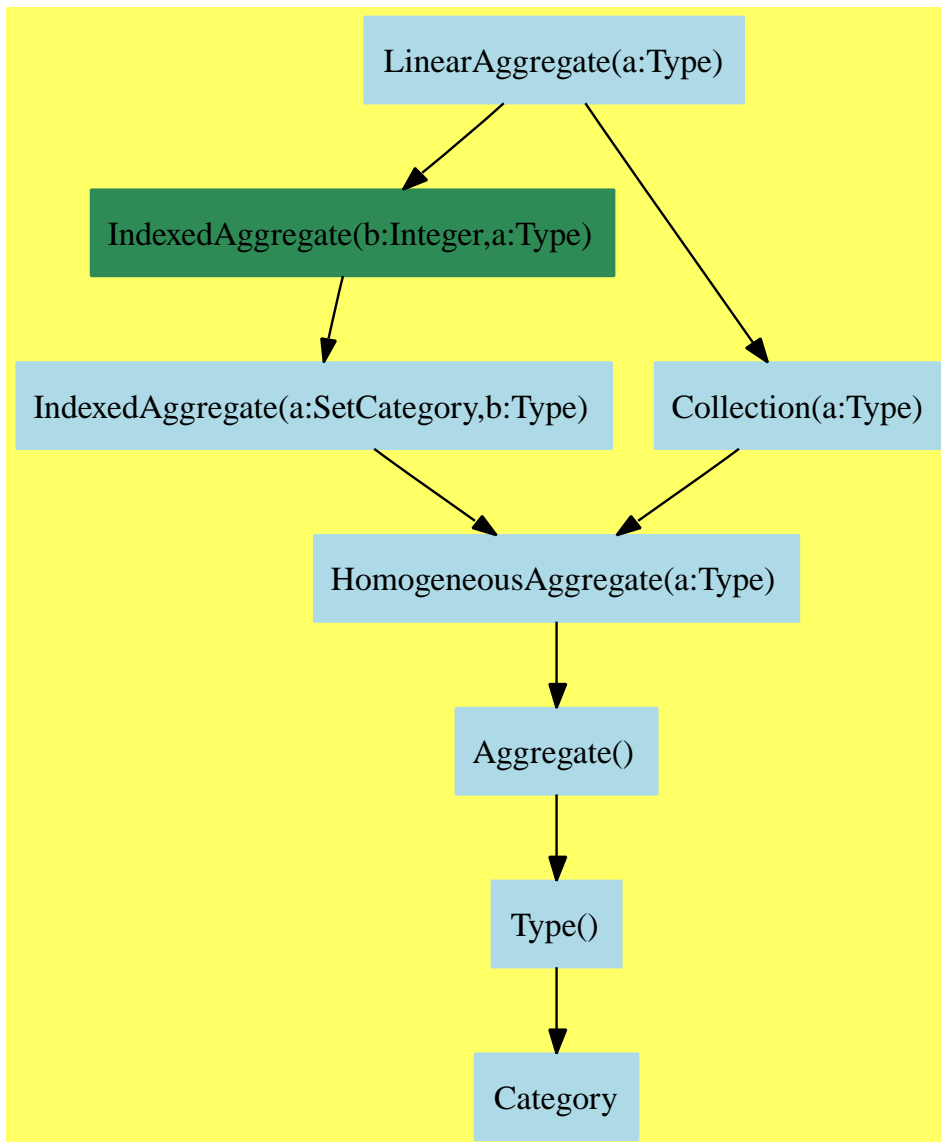 LinearAggregate(a:Type)
IndexedAggregate(b:Integer,a:Type)
IndexedAggregate(a:SetCategory,b:Type)
Collection(a:Type)
HomogeneousAggregate(a:Type)
Aggregate()
Type()
Category